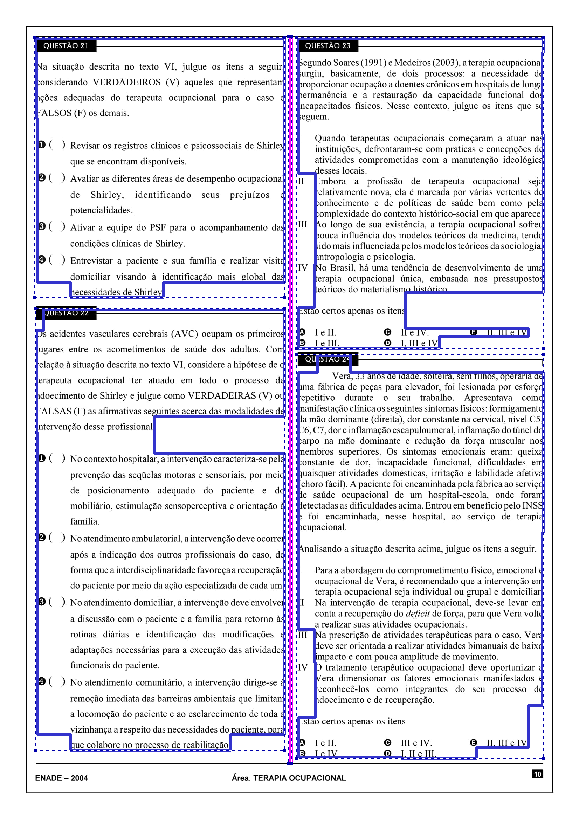 QUESTÃO 21
Na situação descrita no texto VI, julgue os itens a seguir
considerando VERDADEIROS (V) aqueles que representam
ações adequadas do terapeuta ocupacional para o caso e
FALSOS (F) os demais.
1 ( ) Revisar os registros clínicos e psicossociais de Shirley
que se encontram disponíveis.
2 ( ) Avaliar as diferentes áreas de desempenho ocupacional
de Shirley, identificando seus prejuízos e
potencialidades.
3 ( ) Ativar a equipe do PSF para o acompanhamento das
condições clínicas de Shirley.
4 ( ) Entrevistar a paciente e sua família e realizar visita
domiciliar visando à identificação mais global das
necessidades de Shirley.
QUESTÃO 22
Os acidentes vasculares cerebrais (AVC) ocupam os primeiros
lugares entre os acometimentos de saúde dos adultos. Com
relação à situação descrita no texto VI, considere a hipótese de o
terapeuta ocupacional ter atuado em todo o processo de
adoecimento de Shirley e julgue como VERDADEIRAS (V) ou
FALSAS (F) as afirmativas seguintes acerca das modalidades de
intervenção desse profissional.
1 ( ) No contexto hospitalar, a intervenção caracteriza-se pela
prevenção das seqüelas motoras e sensoriais, por meio
de posicionamento adequado do paciente e do
mobiliário, estimulação sensoperceptiva e orientação à
família.
2 ( ) No atendimento ambulatorial, a intervenção deve ocorrer
após a indicação dos outros profissionais do caso, de
forma que a interdisciplinaridade favoreça a recuperação
do paciente por meio da ação especializada de cada um.
3 ( ) No atendimento domiciliar, a intervenção deve envolver
a discussão com o paciente e a família para retorno às
rotinas diárias e identificação das modificações e
adaptações necessárias para a execução das atividades
funcionais do paciente.
4 ( ) No atendimento comunitário, a intervenção dirige-se à
remoção imediata das barreiras ambientais que limitam
a locomoção do paciente e ao esclarecimento de toda a
vizinhança a respeito das necessidades do paciente, para
que colabore no processo de reabilitação.
QUESTÃO 23
Segundo Soares (1991) e Medeiros (2003), a terapia ocupacional
surgiu, basicamente, de dois processos: a necessidade de
proporcionar ocupação a doentes crônicos em hospitais de longa
permanência e a restauração da capacidade funcional dos
incapacitados físicos. Nesse contexto, julgue os itens que se
seguem.
Quando terapeutas ocupacionais começaram a atuar nas
instituições, defrontaram-se com práticas e concepções de
atividades comprometidas com a manutenção ideológica
desses locais.
II Embora a profissão de terapeuta ocupacional seja
relativamente nova, ela é marcada por várias vertentes de
conhecimento e de políticas de saúde bem como pela
complexidade do contexto histórico-social em que aparece.
III Ao longo de sua existência, a terapia ocupacional sofreu
pouca influência dos modelos teóricos da medicina, tendo
sido mais influenciada pelos modelos teóricos da sociologia,
antropologia e psicologia.
IV No Brasil, há uma tendência de desenvolvimento de uma
terapia ocupacional única, embasada nos pressupostos
teóricos do materialismo histórico.
Estão certos apenas os itens
A I e II.
C II e IV.
E II, III e IV.
B I e III.
D I, III e IV.
QUESTÃO 24
Vera, 33 anos de idade, solteira, sem filhos, operária de
uma fábrica de peças para elevador, foi lesionada por esforço
repetitivo durante o seu trabalho. Apresentava como
manifestação clínica os seguintes sintomas físicos: formigamento
da mão dominante (direita), dor constante na cervical, nível C5,
C6, C7, dor e inflamação escapuloumeral, inflamação do túnel do
carpo na mão dominante e redução da força muscular nos
membros superiores. Os sintomas emocionais eram: queixa
constante de dor, incapacidade funcional, dificuldades em
quaisquer atividades domésticas, irritação e labilidade afetiva
(choro fácil). A paciente foi encaminhada pela fábrica ao serviço
de saúde ocupacional de um hospital-escola, onde foram
detectadas as dificuldades acima. Entrou em benefício pelo INSS
e foi encaminhada, nesse hospital, ao serviço de terapia
ocupacional.
Analisando a situação descrita acima, julgue os itens a seguir.
Para a abordagem do comprometimento físico, emocional e
ocupacional de Vera, é recomendado que a intervenção em
terapia ocupacional seja individual ou grupal e domiciliar.
II Na intervenção de terapia ocupacional, deve-se levar em
conta a recuperação do deficit de força, para que Vera volte
a realizar suas atividades ocupacionais.
III Na prescrição de atividades terapêuticas para o caso, Vera
deve ser orientada a realizar atividades bimanuais de baixo
impacto e com pouca amplitude de movimento.
IV O tratamento terapêutico ocupacional deve oportunizar a
Vera dimensionar os fatores emocionais manifestados e
reconhecê-los como integrantes do seu processo de
adoecimento e de recuperação.
Estão certos apenas os itens
A I e II.
C III e IV.
E II, III e IV.
B I e IV.
D I, II e III.
ENADE – 2004
Área: TERAPIA OCUPACIONAL
10